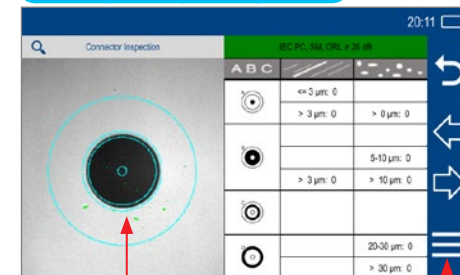 20:11
Connector Inspection
IEC PC, SM, ORL ≥ 26 dB
A B C
<= 3 µm: 0
> 3 µm: 0 > 0 µm: 0
5-10 µm: 0
> 3 µm: 0 > 10 µm: 0
20-30 µm: 0
> 30 µm: 0